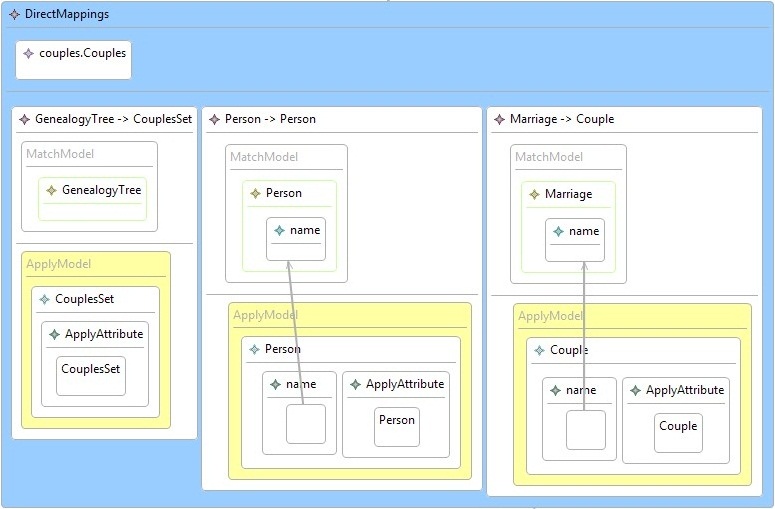 DirectMappings
couples.Couples
GenealogyTree -> CouplesSet
MatchModel
GenealogyTree
ApplyModel
CouplesSet
ApplyAttribute
CouplesSet
Person -> Person
MatchModel
Person
name
ApplyModel
Person
name
ApplyAttribute
Person
Marriage -> Couple
MatchModel
Marriage
name
ApplyModel
Couple
name
ApplyAttribute
Couple